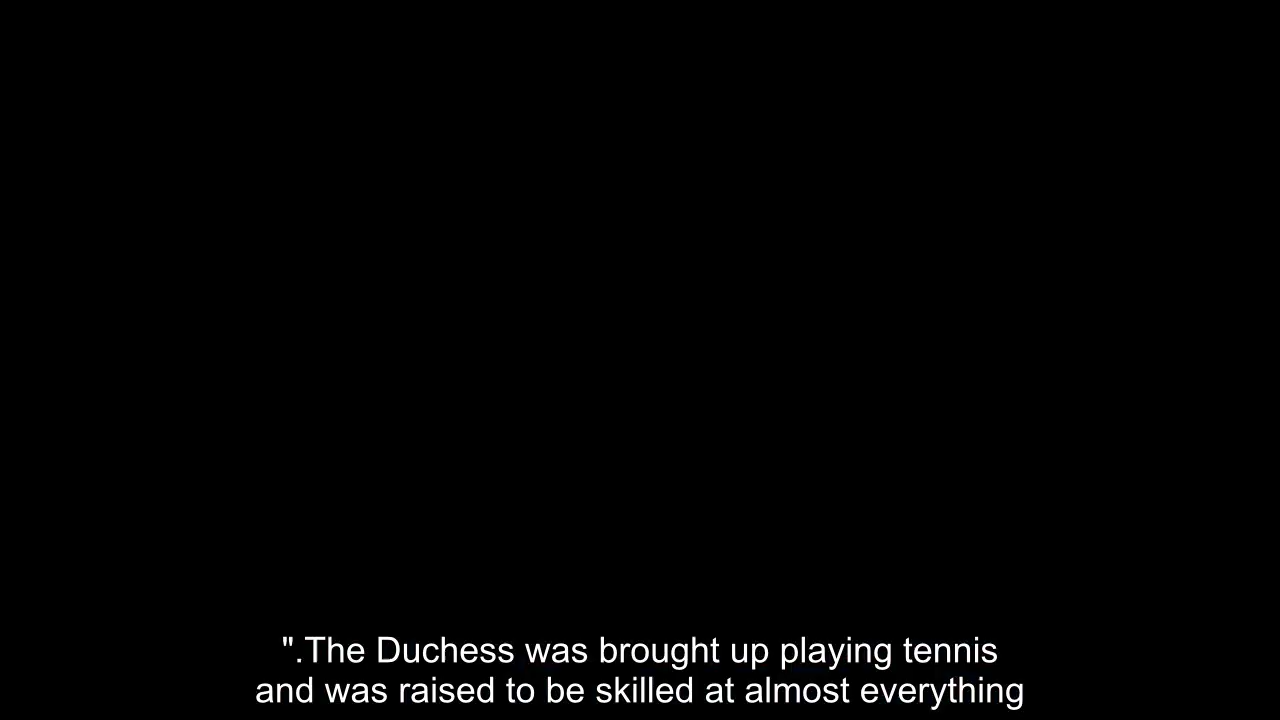 ".The Duchess was brought up playing tennis
and was raised to be skilled at almost everything